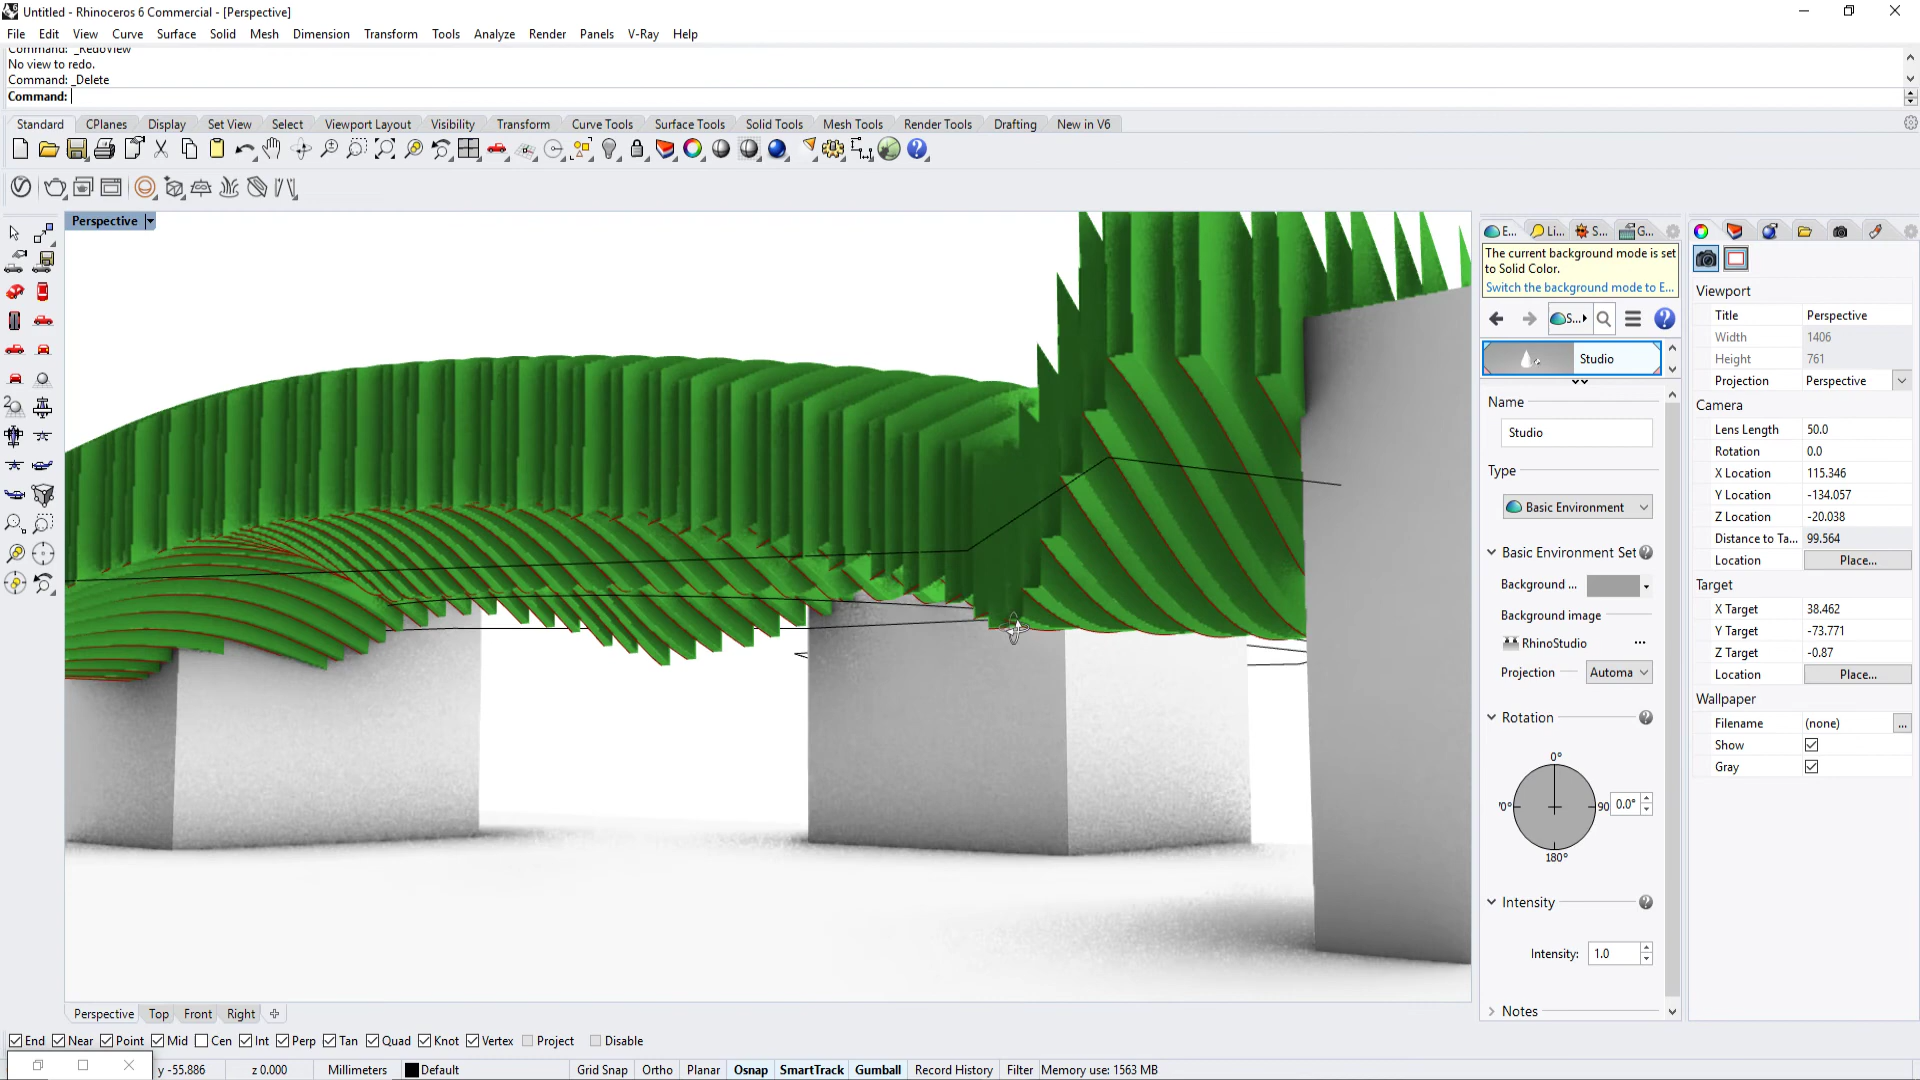 Untitled - Rhinoceros 6 Commercial - [Perspective]
File Edit View Curve Surface Solid Mesh Dimension Transform Tools Analyze Render Panels V-Ray Help
Command: _RedoView
No view to redo.
Command: _Delete
Command:
Standard CPlanes Display Set View Select Viewport Layout Visibility Transform Curve Tools Surface Tools Solid Tools Mesh Tools Render Tools Drafting New in V6
Perspective
E... Li... S... G...
The current background mode is set
to Solid Color.
Switch the background mode to E...
S...
Studio
Name
Studio
Type
Basic Environment
Basic Environment Set
Background ...
Background image
RhinoStudio ...
Projection Automa
Rotation
0°
'0° 90 0.0°
180°
Intensity
Intensity: 1.0
Notes
Viewport
Title Perspective
Width 1406
Height 761
Projection Perspective
Camera
Lens Length 50.0
Rotation 0.0
X Location 115.346
Y Location -134.057
Z Location -20.038
Distance to Ta... 99.564
Location Place...
Target
X Target 38.462
Y Target -73.771
Z Target -0.87
Location Place...
Wallpaper
Filename (none) ...
Show
Gray
Perspective Top Front Right
End Near Point Mid Cen Int Perp Tan Quad Knot Vertex Project Disable
y -55.886 z 0.000 Millimeters Default Grid Snap Ortho Planar Osnap SmartTrack Gumball Record History Filter Memory use: 1563 MB